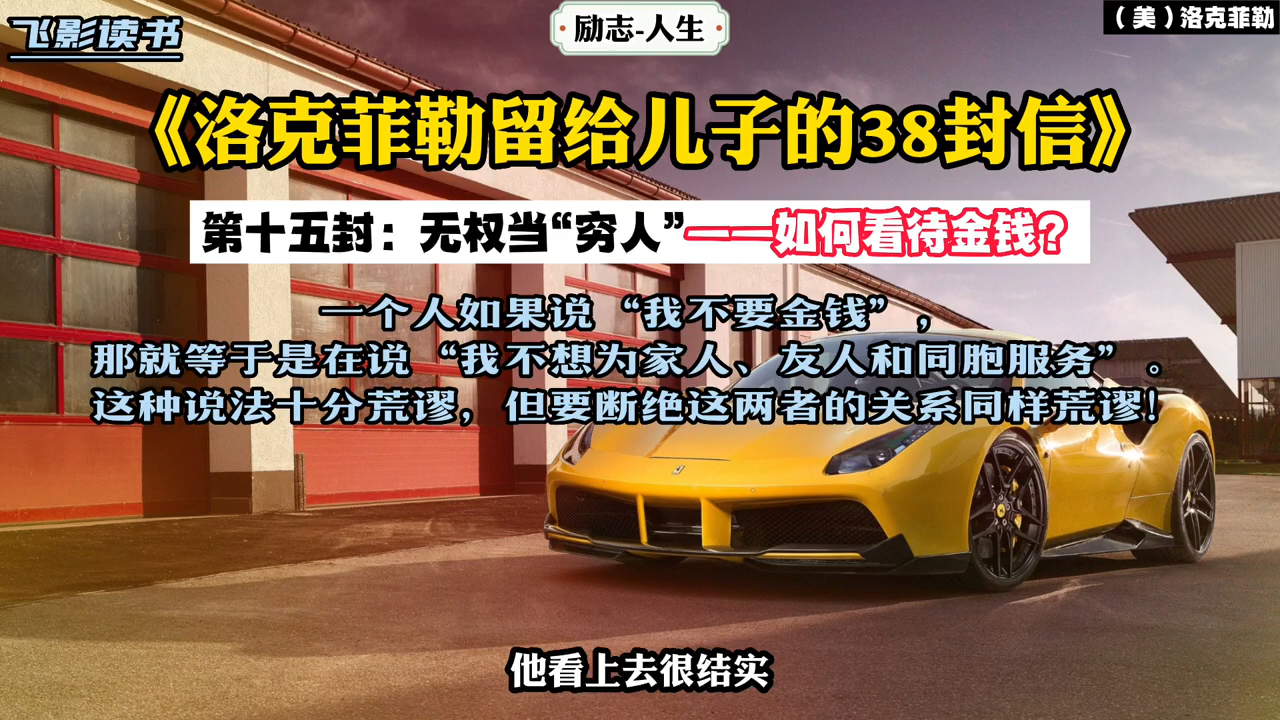 飞影读书
励志-人生
（美）洛克菲勒
《洛克菲勒留给儿子的38封信》
第十五封：无权当“穷人”——如何看待金钱？
一个人如果说“我不要金钱”，
那就等于是在说“我不想为家人、友人和同胞服务”。
这种说法十分荒谬，但要断绝这两者的关系同样荒谬！
他看上去很结实